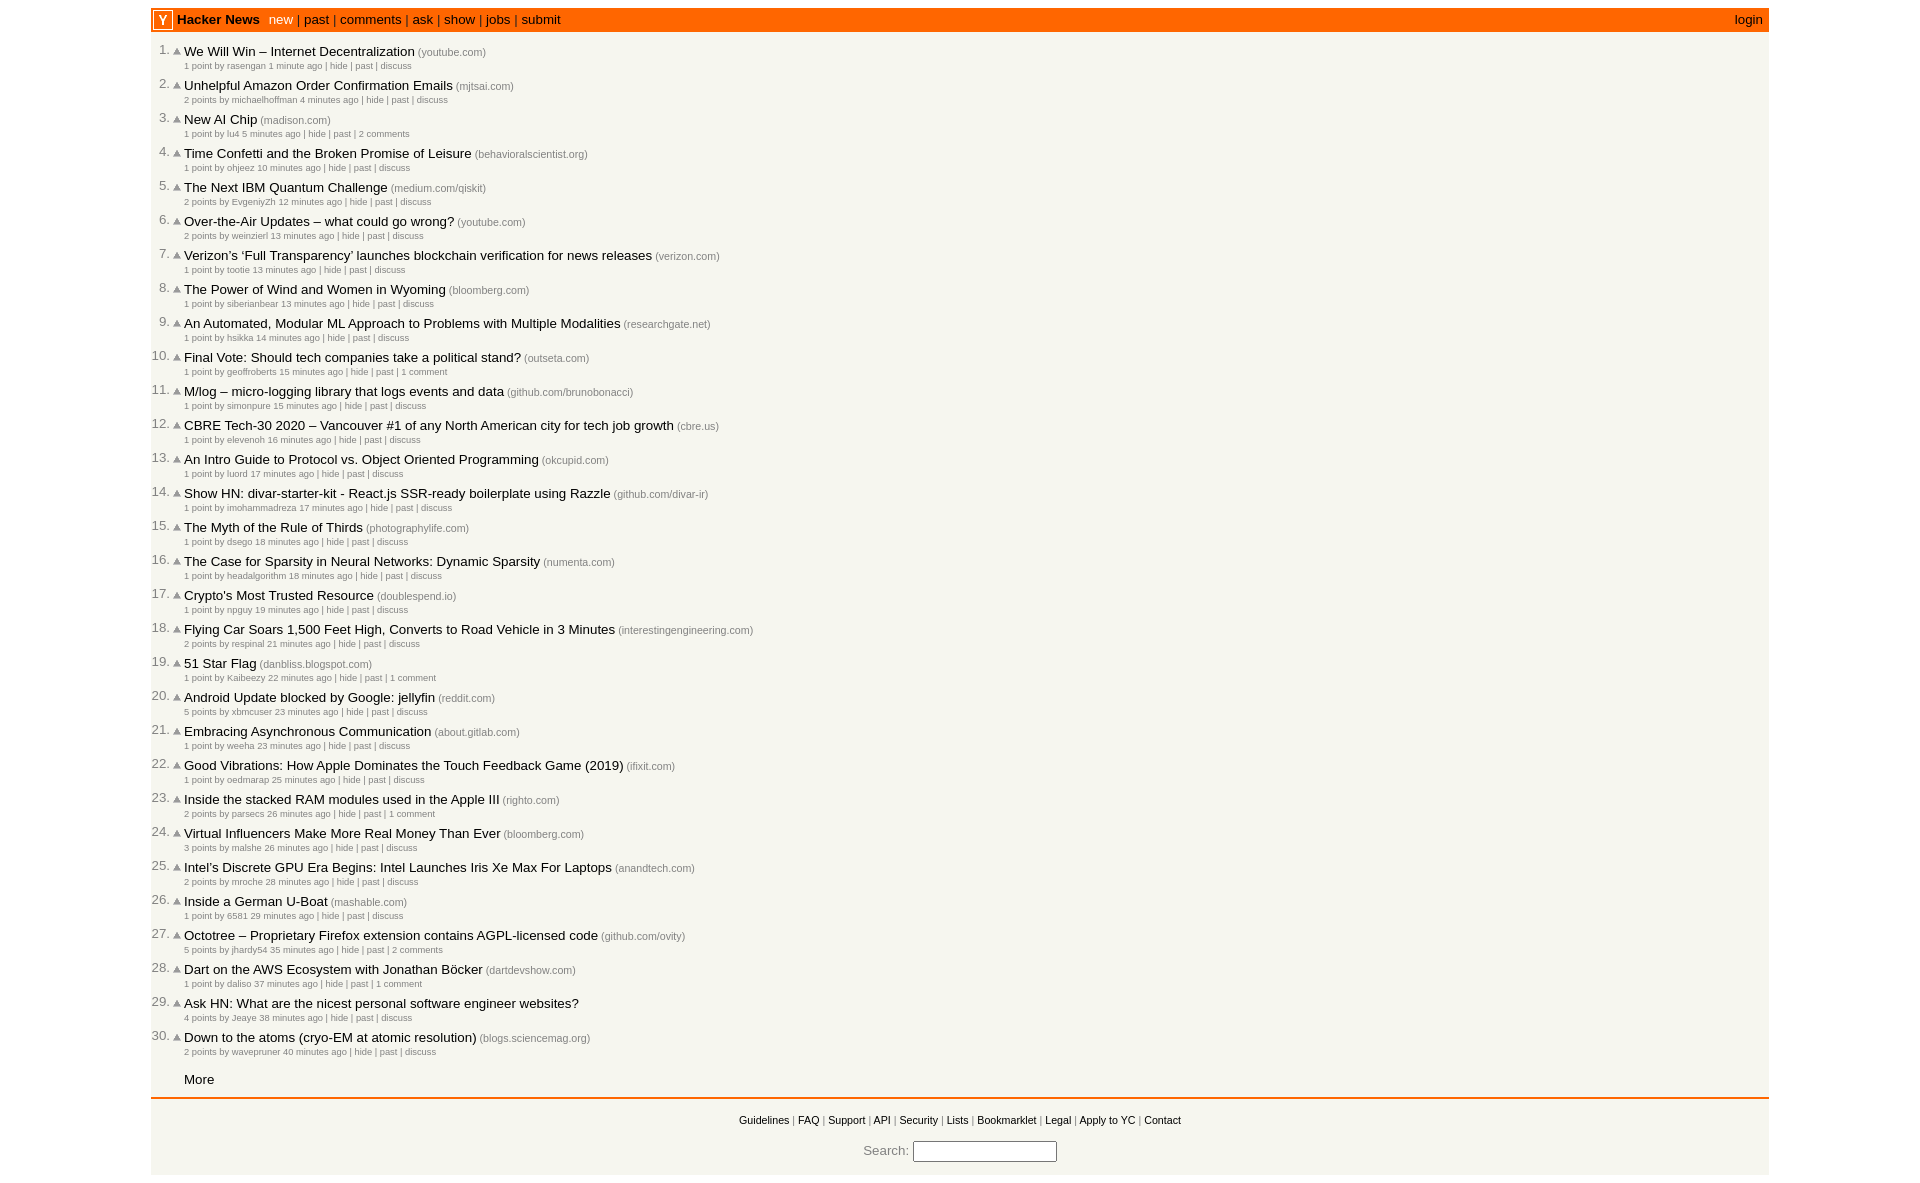 Y Hacker News new | past | comments | ask | show | jobs | submit login
1. We Will Win – Internet Decentralization (youtube.com)
1 point by rasengan 1 minute ago | hide | past | discuss
2. Unhelpful Amazon Order Confirmation Emails (mjtsai.com)
2 points by michaelhoffman 4 minutes ago | hide | past | discuss
3. New AI Chip (madison.com)
1 point by lu4 5 minutes ago | hide | past | 2 comments
4. Time Confetti and the Broken Promise of Leisure (behavioralscientist.org)
1 point by ohjeez 10 minutes ago | hide | past | discuss
5. The Next IBM Quantum Challenge (medium.com/qiskit)
2 points by EvgeniyZh 12 minutes ago | hide | past | discuss
6. Over-the-Air Updates – what could go wrong? (youtube.com)
2 points by weinzierl 13 minutes ago | hide | past | discuss
7. Verizon’s ‘Full Transparency’ launches blockchain verification for news releases (verizon.com)
1 point by tootie 13 minutes ago | hide | past | discuss
8. The Power of Wind and Women in Wyoming (bloomberg.com)
1 point by siberianbear 13 minutes ago | hide | past | discuss
9. An Automated, Modular ML Approach to Problems with Multiple Modalities (researchgate.net)
1 point by hsikka 14 minutes ago | hide | past | discuss
10. Final Vote: Should tech companies take a political stand? (outseta.com)
1 point by geoffroberts 15 minutes ago | hide | past | 1 comment
11. M/log – micro-logging library that logs events and data (github.com/brunobonacci)
1 point by simonpure 15 minutes ago | hide | past | discuss
12. CBRE Tech-30 2020 – Vancouver #1 of any North American city for tech job growth (cbre.us)
1 point by elevenoh 16 minutes ago | hide | past | discuss
13. An Intro Guide to Protocol vs. Object Oriented Programming (okcupid.com)
1 point by luord 17 minutes ago | hide | past | discuss
14. Show HN: divar-starter-kit - React.js SSR-ready boilerplate using Razzle (github.com/divar-ir)
1 point by imohammadreza 17 minutes ago | hide | past | discuss
15. The Myth of the Rule of Thirds (photographylife.com)
1 point by dsego 18 minutes ago | hide | past | discuss
16. The Case for Sparsity in Neural Networks: Dynamic Sparsity (numenta.com)
1 point by headalgorithm 18 minutes ago | hide | past | discuss
17. Crypto's Most Trusted Resource (doublespend.io)
1 point by npguy 19 minutes ago | hide | past | discuss
18. Flying Car Soars 1,500 Feet High, Converts to Road Vehicle in 3 Minutes (interestingengineering.com)
2 points by respinal 21 minutes ago | hide | past | discuss
19. 51 Star Flag (danbliss.blogspot.com)
1 point by Kaibeezy 22 minutes ago | hide | past | 1 comment
20. Android Update blocked by Google: jellyfin (reddit.com)
5 points by xbmcuser 23 minutes ago | hide | past | discuss
21. Embracing Asynchronous Communication (about.gitlab.com)
1 point by weeha 23 minutes ago | hide | past | discuss
22. Good Vibrations: How Apple Dominates the Touch Feedback Game (2019) (ifixit.com)
1 point by oedmarap 25 minutes ago | hide | past | discuss
23. Inside the stacked RAM modules used in the Apple III (righto.com)
2 points by parsecs 26 minutes ago | hide | past | 1 comment
24. Virtual Influencers Make More Real Money Than Ever (bloomberg.com)
3 points by malshe 26 minutes ago | hide | past | discuss
25. Intel’s Discrete GPU Era Begins: Intel Launches Iris Xe Max For Laptops (anandtech.com)
2 points by mroche 28 minutes ago | hide | past | discuss
26. Inside a German U-Boat (mashable.com)
1 point by 6581 29 minutes ago | hide | past | discuss
27. Octotree – Proprietary Firefox extension contains AGPL-licensed code (github.com/ovity)
5 points by jhardy54 35 minutes ago | hide | past | 2 comments
28. Dart on the AWS Ecosystem with Jonathan Böcker (dartdevshow.com)
1 point by daliso 37 minutes ago | hide | past | 1 comment
29. Ask HN: What are the nicest personal software engineer websites?
4 points by Jeaye 38 minutes ago | hide | past | discuss
30. Down to the atoms (cryo-EM at atomic resolution) (blogs.sciencemag.org)
2 points by wavepruner 40 minutes ago | hide | past | discuss
More
Guidelines | FAQ | Support | API | Security | Lists | Bookmarklet | Legal | Apply to YC | Contact
Search: